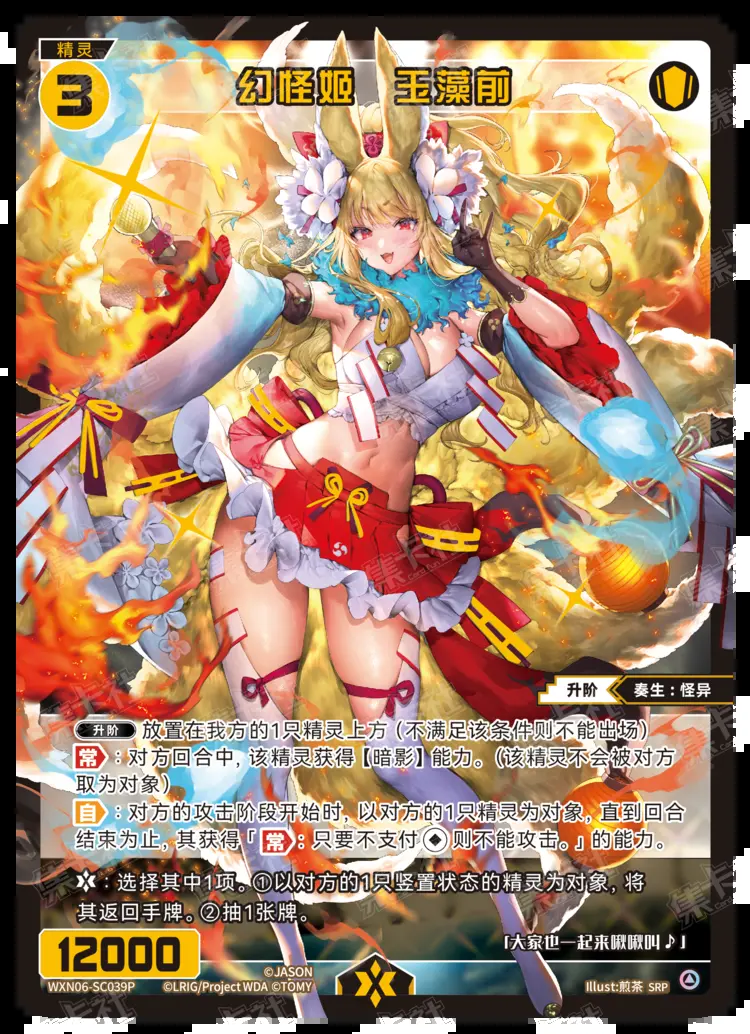 精灵
3
幻怪姬 玉藻前
升阶 奏生：怪异
升阶 放置在我方的1只精灵上方（不满足该条件则不能出场）
常：对方回合中，该精灵获得【暗影】能力。（该精灵不会被对方
取为对象）
自：对方的攻击阶段开始时，以对方的1只精灵为对象，直到回合
结束为止，其获得「常：只要不支付◆则不能攻击。」的能力。
：选择其中1项。①以对方的1只竖置状态的精灵为对象，将
其返回手牌。②抽1张牌。
「大家也一起来啾啾叫♪」
12000
WXN06-SC039P
©JASON
©LRIG/Project WDA ©TOMY
Illust:煎茶 SRP
集卡社